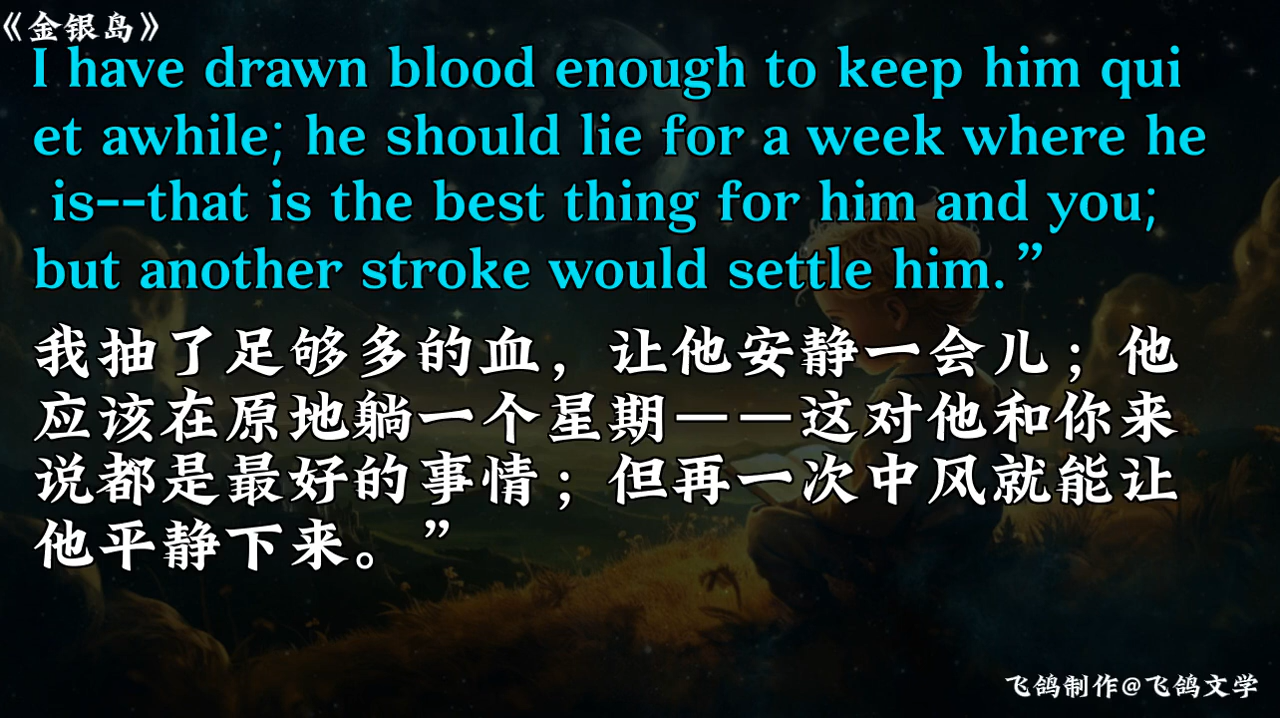 《金银岛》
I have drawn blood enough to keep him qui
et awhile; he should lie for a week where he
is--that is the best thing for him and you;
but another stroke would settle him.”
我抽了足够多的血，让他安静一会儿；他
应该在原地躺一个星期——这对他和你来
说都是最好的事情；但再一次中风就能让
他平静下来。”
飞鸽制作@飞鸽文学